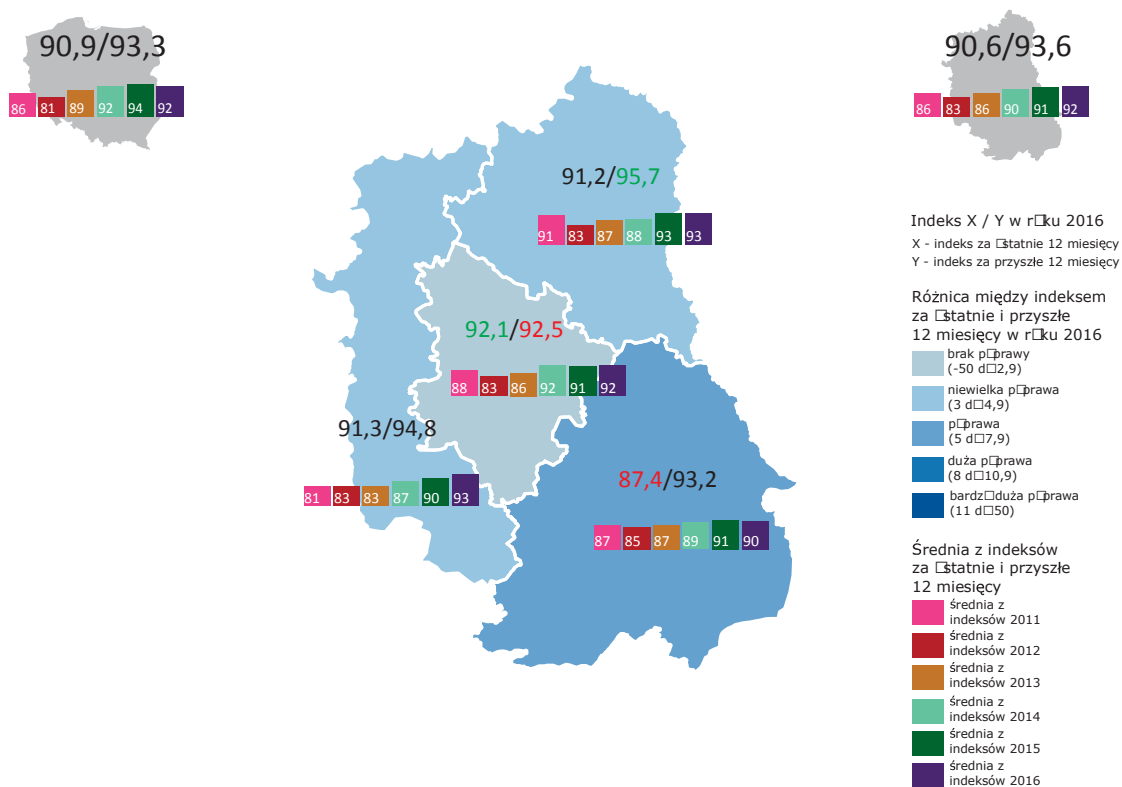 90,9/93,3
86 81 89 92 94 92
90,6/93,6
86 83 86 90 91 92
91,2/95,7
91 83 87 88 93 93
92,1/92,5
88 83 86 92 91 92
91,3/94,8
81 83 83 87 90 93
87,4/93,2
87 85 87 89 91 90
Indeks X / Y w r□ku 2016
X - indeks za □statnie 12 miesięcy
Y - indeks za przyszłe 12 miesięcy
Różnica między indeksem
za □statnie i przyszłe
12 miesięcy w r□ku 2016
brak p□prawy
(-50 d□2,9)
niewielka p□prawa
(3 d□4,9)
p□prawa
(5 d□7,9)
duża p□prawa
(8 d□10,9)
bardz□duża p□prawa
(11 d□50)
Średnia z indeksów
za □statnie i przyszłe
12 miesięcy
średnia z
indeksów 2011
średnia z
indeksów 2012
średnia z
indeksów 2013
średnia z
indeksów 2014
średnia z
indeksów 2015
średnia z
indeksów 2016